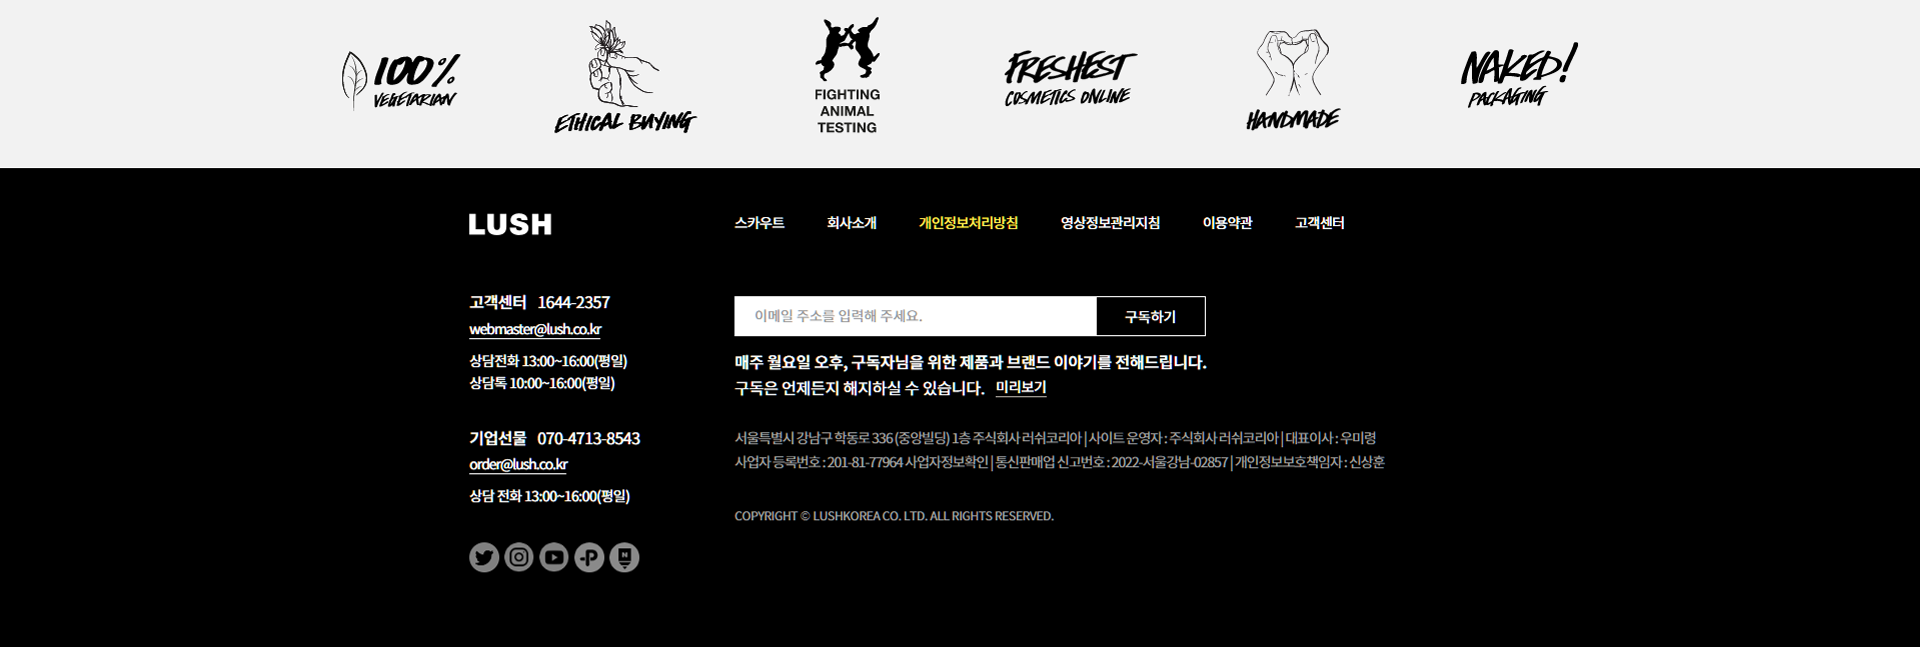 100%
VEGETARIAN
ETHICAL BUYING
FIGHTING
ANIMAL
TESTING
FRESHEST
COSMETICS ONLINE
HANDMADE
NAKED!
PACKAGING
LUSH
스카우트 회사소개 개인정보처리방침 영상정보관리지침 이용약관 고객센터
고객센터 1644-2357
webmaster@lush.co.kr
상담전화 13:00~16:00(평일)
상담톡 10:00~16:00(평일)
기업선물 070-4713-8543
order@lush.co.kr
상담 전화 13:00~16:00(평일)
이메일 주소를 입력해 주세요. 구독하기
매주 월요일 오후, 구독자님을 위한 제품과 브랜드 이야기를 전해드립니다.
구독은 언제든지 해지하실 수 있습니다. 미리보기
서울특별시 강남구 학동로 336 (중앙빌딩) 1층 주식회사 러쉬코리아 | 사이트 운영자 : 주식회사 러쉬코리아 | 대표이사 : 우미령
사업자 등록번호 : 201-81-77964 사업자정보확인 | 통신판매업 신고번호 : 2022-서울강남-02857 | 개인정보보호책임자 : 신상훈
COPYRIGHT © LUSHKOREA CO. LTD. ALL RIGHTS RESERVED.